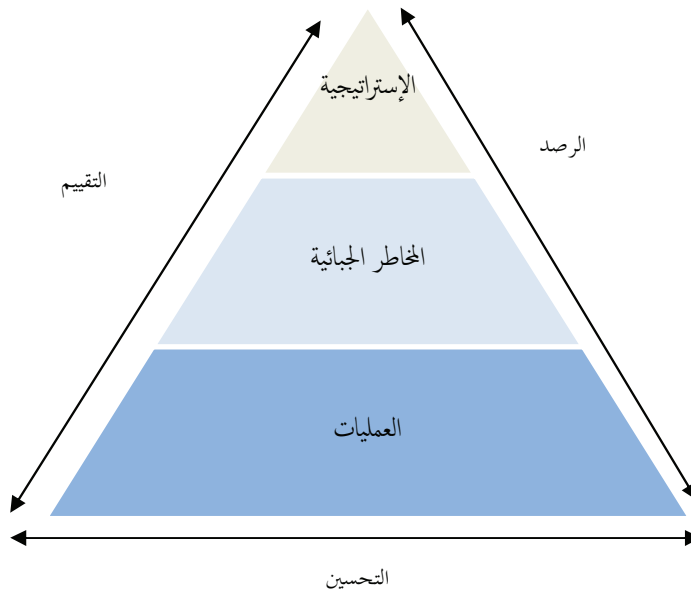 الإستراتيجية
الرصد
التقييم
المخاطر الجبائية
العمليات
التحسين